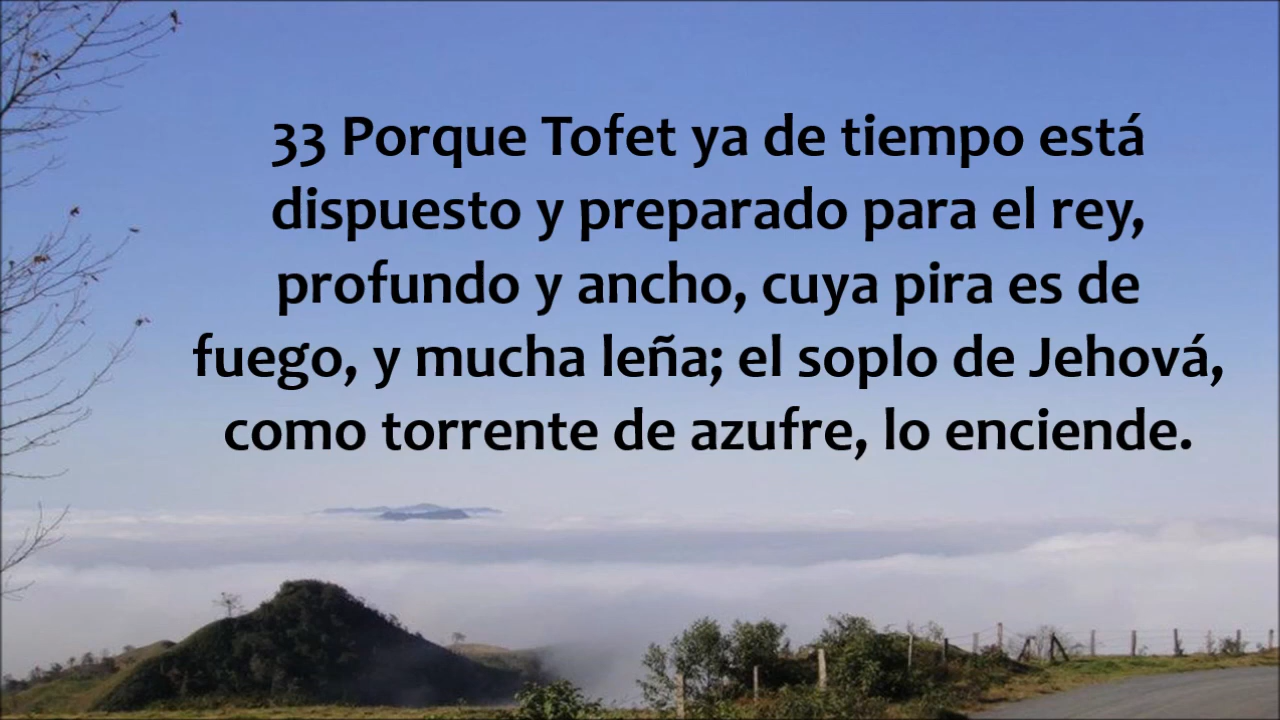 33 Porque Tofet ya de tiempo está
dispuesto y preparado para el rey,
profundo y ancho, cuya pira es de
fuego, y mucha leña; el soplo de Jehová,
como torrente de azufre, lo enciende.